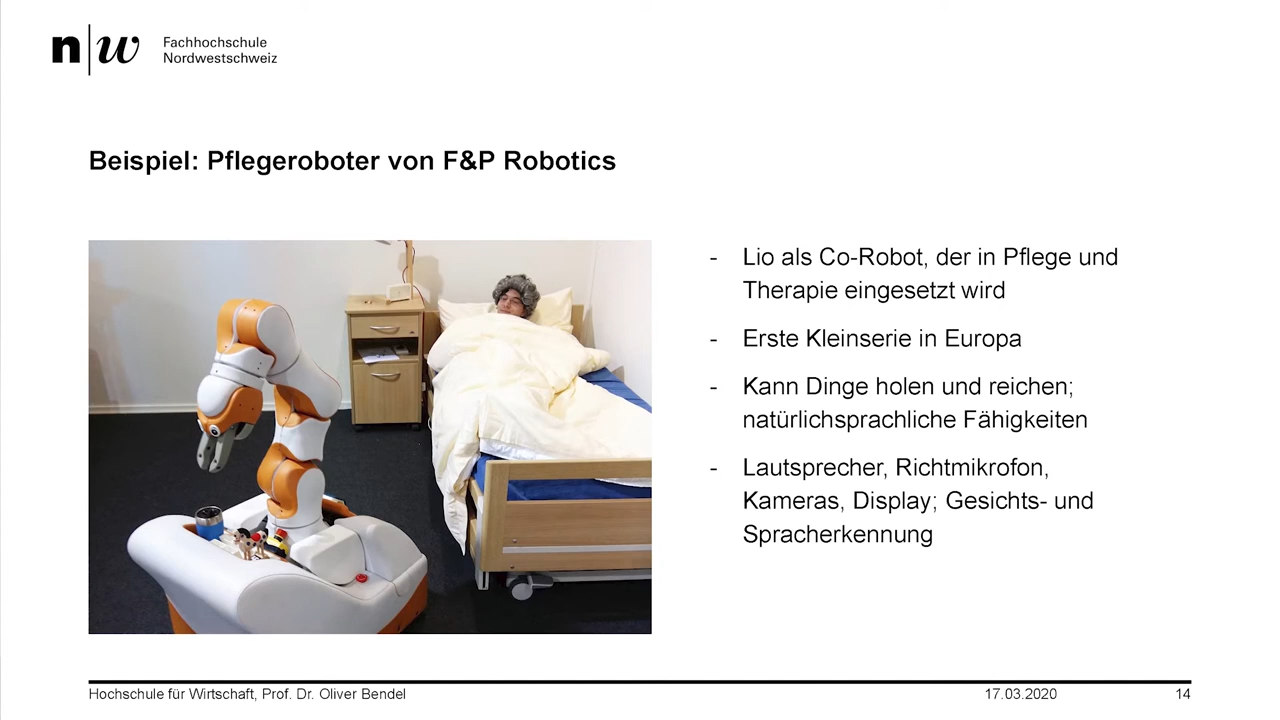 n|w Fachhochschule
Nordwestschweiz
Beispiel: Pflegeroboter von F&P Robotics
- Lio als Co-Robot, der in Pflege und
Therapie eingesetzt wird
- Erste Kleinserie in Europa
- Kann Dinge holen und reichen;
natürlichsprachliche Fähigkeiten
- Lautsprecher, Richtmikrofon,
Kameras, Display; Gesichts- und
Spracherkennung
Hochschule für Wirtschaft, Prof. Dr. Oliver Bendel 17.03.2020 14